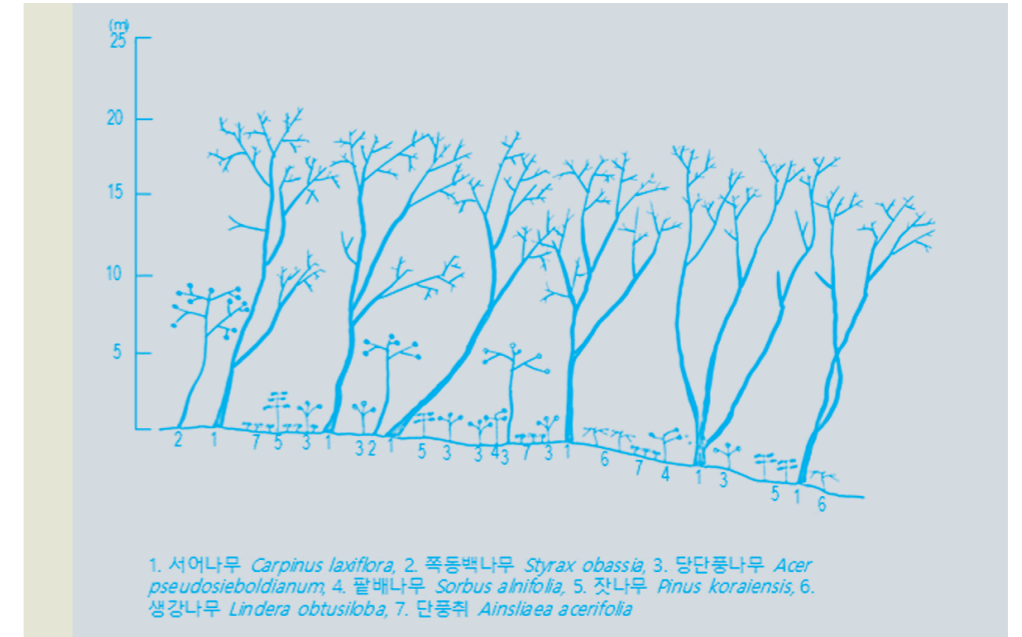 (m)
25
20
15
10
5
2 1 7 5 3 1 3 2 1 5 3 3 4 3 7 3 1 6 7 4 1 3 5 1 6
1. 서어나무 Carpinus laxiflora, 2. 쪽동백나무 Styrax obassia, 3. 당단풍나무 Acer
pseudosieboldianum, 4. 팥배나무 Sorbus alnifolia, 5. 잣나무 Pinus koraiensis, 6.
생강나무 Lindera obtusiloba, 7. 단풍취 Ainsliaea acerifolia